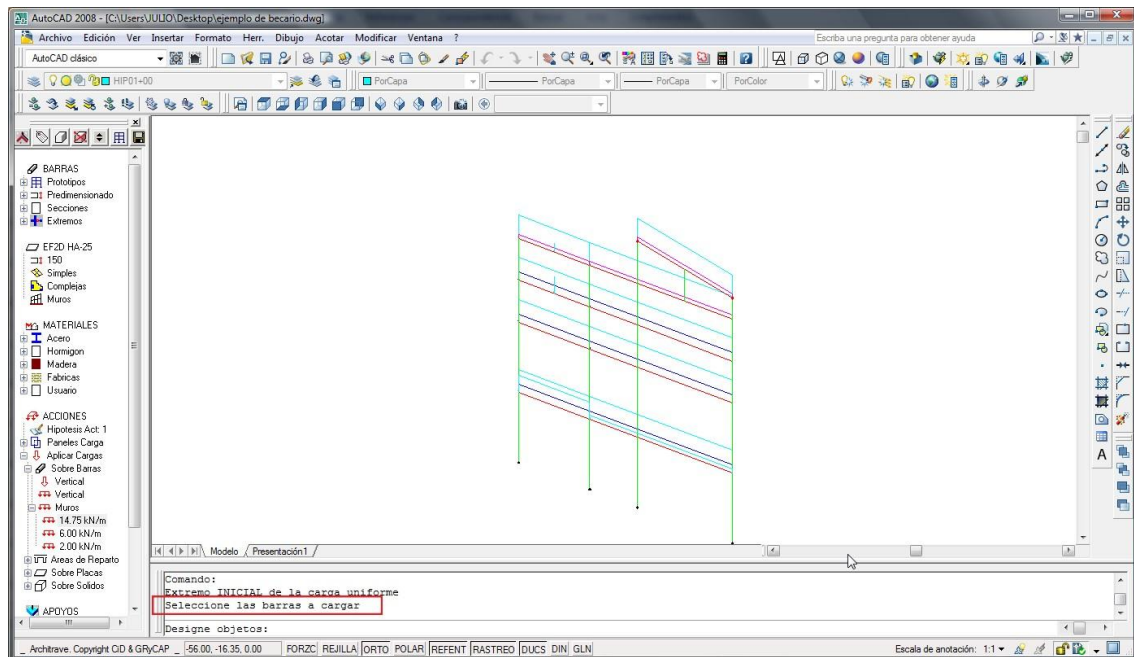 AutoCAD 2008 - [C:\Users\JULIO\Desktop\ejemplo de becario.dwg]
Archivo Edición Ver Insertar Formato Herr. Dibujo Acotar Modificar Ventana ?
Escriba una pregunta para obtener ayuda
AutoCAD clásico
HIP01+00
PorCapa
PorCapa
PorCapa
PorColor
BARRAS
Prototipos
Predimensionado
Secciones
Extremos
EF2D HA-25
150
Simples
Complejas
Muros
MATERIALES
Acero
Hormigon
Madera
Fabricas
Usuario
ACCIONES
Hipotesis Act: 1
Paneles Carga
Aplicar Cargas
Sobre Barras
Vertical
Vertical
Muros
14.75 kN/m
6.00 kN/m
2.00 kN/m
Areas de Reparto
Sobre Placas
Sobre Solidos
APOYOS
Modelo
Presentación1
Comando:
Extremo INICIAL de la carga uniforme
Seleccione las barras a cargar
Designe objetos:
_ Architrave. Copyright CiD & GRyCAP _ -56.00, -16.35, 0.00 FORZC REJILLA ORTO POLAR REFENT RASTREO DUCS DIN GLN Escala de anotación: 1:1